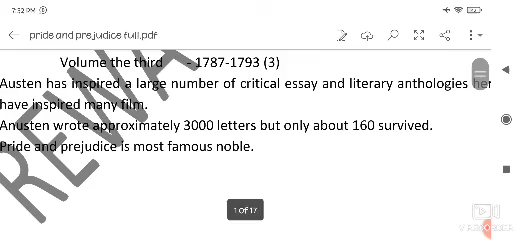 7:32 PM
pride and prejudice full.pdf
Volume the third - 1787-1793 (3)
Austen has inspired a large number of critical essay and literary anthologies her
have inspired many film.
Anusten wrote approximately 3000 letters but only about 160 survived.
Pride and prejudice is most famous noble.
REWA
1 of 17
RECORDER